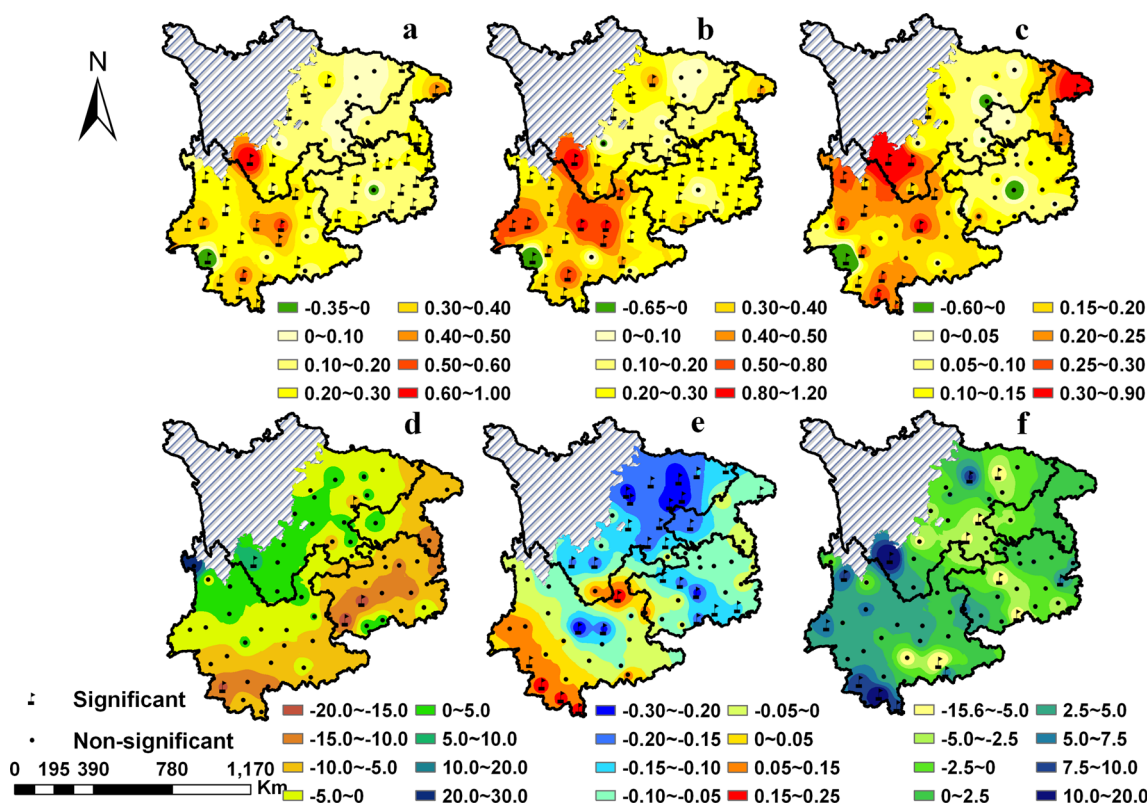 N
a
b
c
-0.35~0 0.30~0.40
0~0.10 0.40~0.50
0.10~0.20 0.50~0.60
0.20~0.30 0.60~1.00
-0.65~0 0.30~0.40
0~0.10 0.40~0.50
0.10~0.20 0.50~0.80
0.20~0.30 0.80~1.20
-0.60~0 0.15~0.20
0~0.05 0.20~0.25
0.05~0.10 0.25~0.30
0.10~0.15 0.30~0.90
d
e
f
Significant
Non-significant
0 195 390 780 1,170
Km
-20.0~-15.0 0~5.0
-15.0~-10.0 5.0~10.0
-10.0~-5.0 10.0~20.0
-5.0~0 20.0~30.0
-0.30~-0.20 -0.05~0
-0.20~-0.15 0~0.05
-0.15~-0.10 0.05~0.15
-0.10~-0.05 0.15~0.25
-15.6~-5.0 2.5~5.0
-5.0~-2.5 5.0~7.5
-2.5~0 7.5~10.0
0~2.5 10.0~20.0